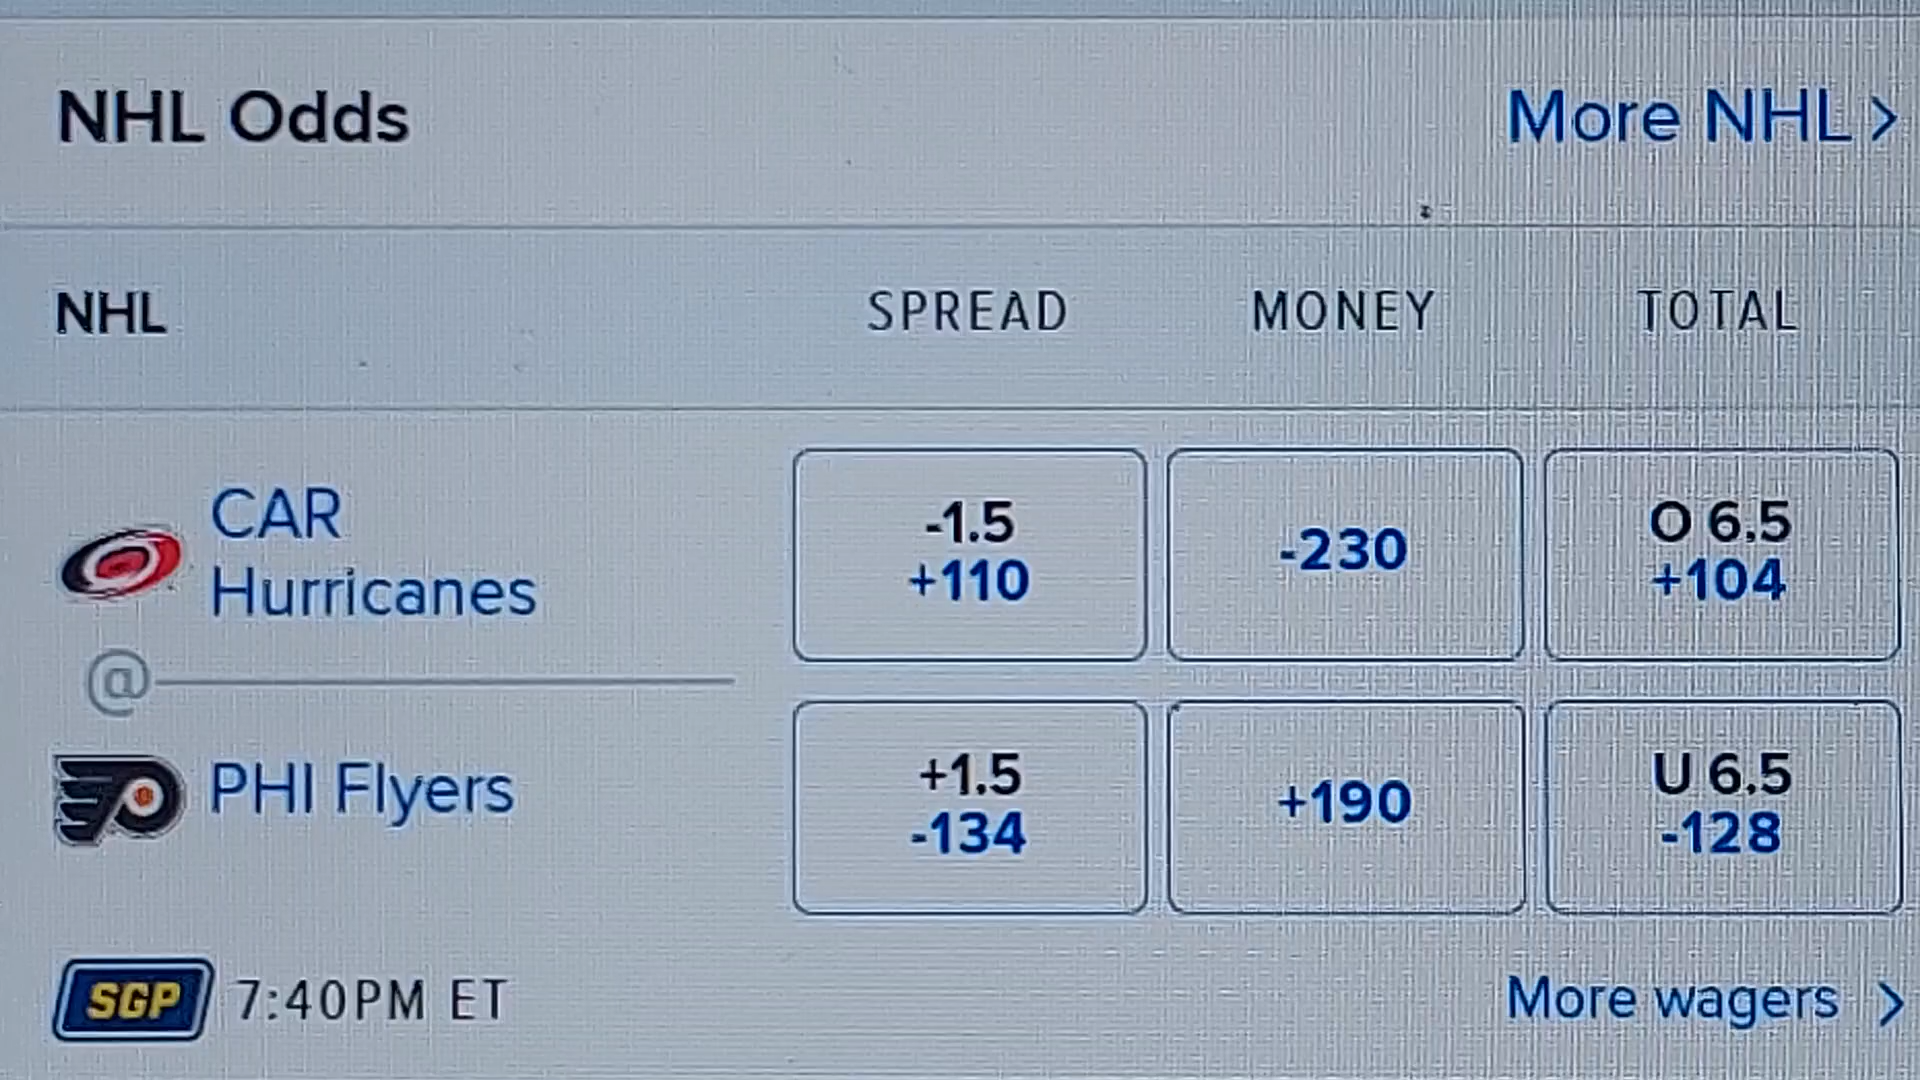 NHL Odds
More NHL >
NHL SPREAD MONEY TOTAL
CAR
Hurricanes
-1.5
+110
-230
O 6.5
+104
@
PHI Flyers
+1.5
-134
+190
U 6.5
-128
SGP 7:40PM ET
More wagers >